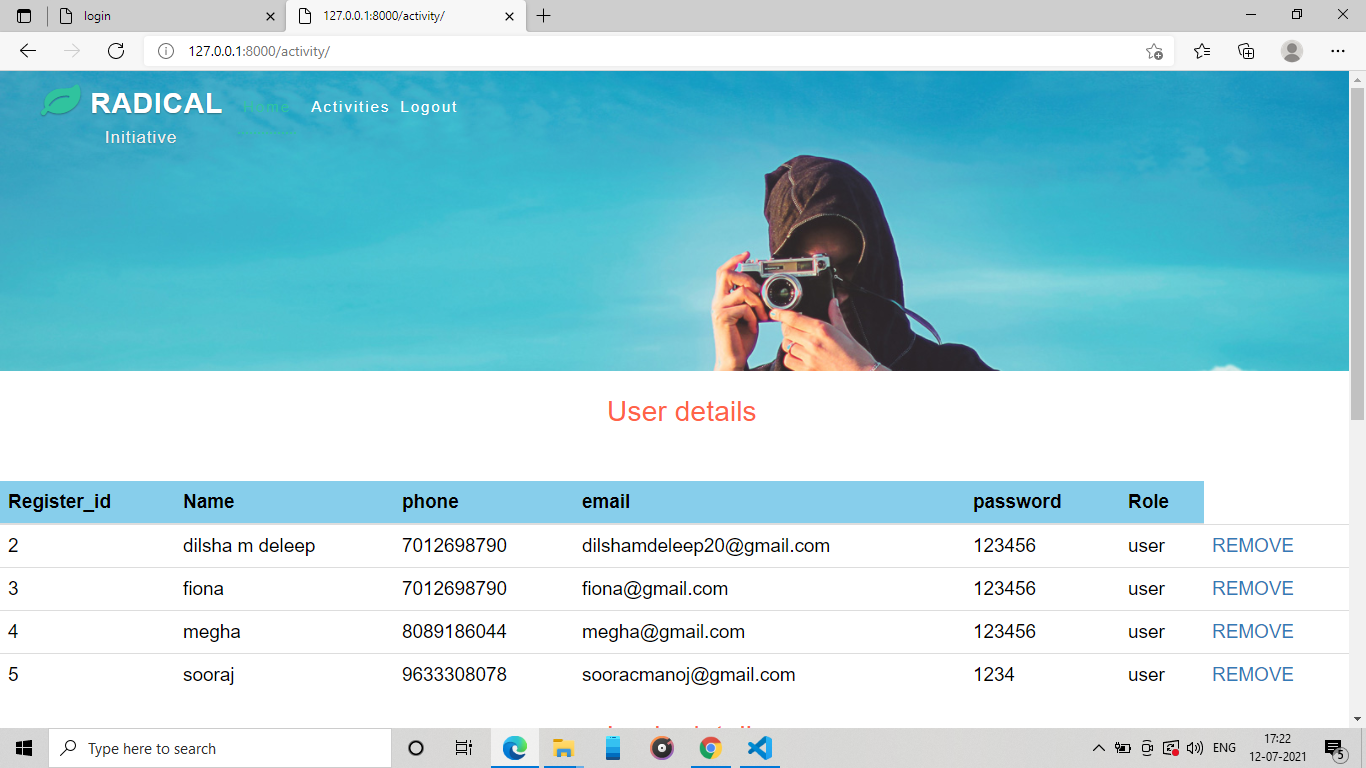 login
127.0.0.1:8000/activity/
127.0.0.1:8000/activity/
RADICAL Home Activities Logout
Initiative
User details
Register_id Name phone email password Role
2 dilsha m deleep 7012698790 dilshamdeleep20@gmail.com 123456 user REMOVE
3 fiona 7012698790 fiona@gmail.com 123456 user REMOVE
4 megha 8089186044 megha@gmail.com 123456 user REMOVE
5 sooraj 9633308078 sooracmanoj@gmail.com 1234 user REMOVE
Type here to search
ENG
17:22
12-07-2021
5